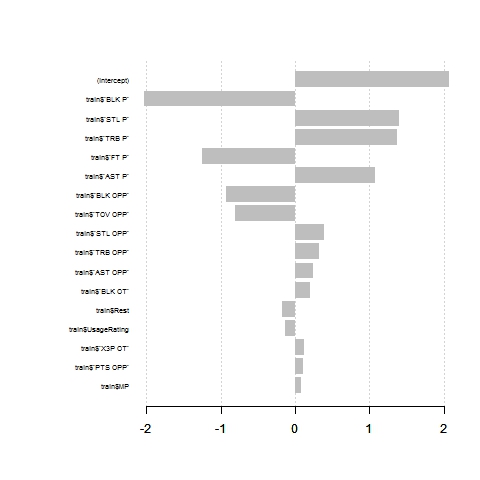 (Intercept)
train$`BLK P`
train$`STL P`
train$`TRB P`
train$`FT P`
train$`AST P`
train$`BLK OPP`
train$`TOV OPP`
train$`STL OPP`
train$`TRB OPP`
train$`AST OPP`
train$`BLK OT`
train$Rest
train$UsageRating
train$`X3P OT`
train$`PTS OPP`
train$MP
-2 -1 0 1 2